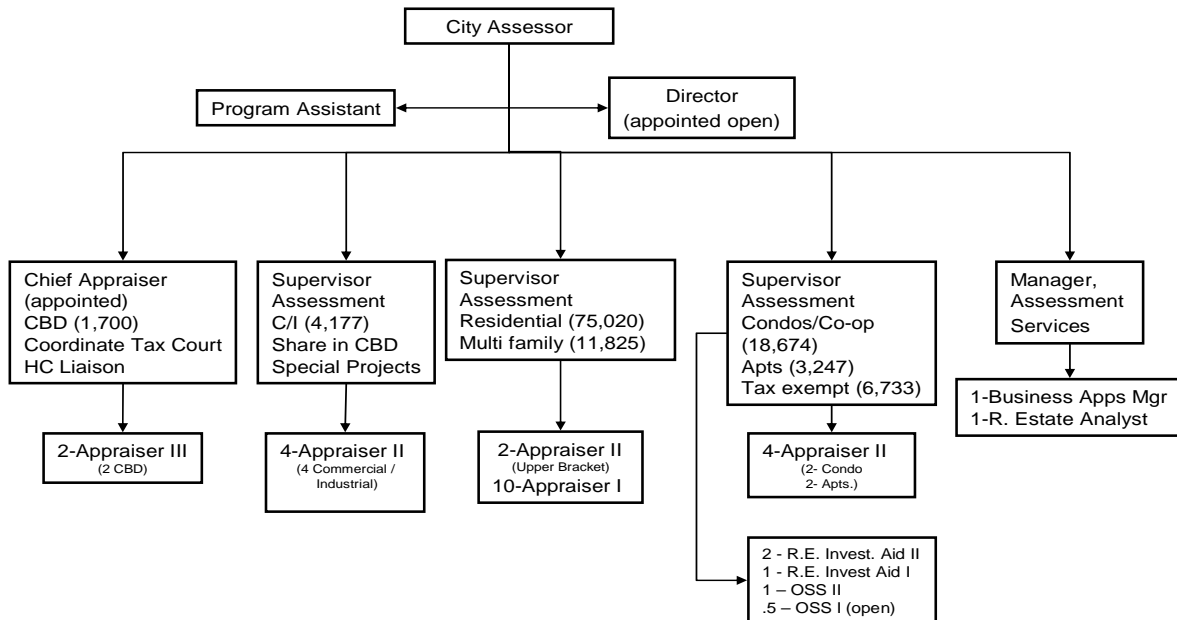 City Assessor
Program Assistant
Director
(appointed open)
Chief Appraiser
(appointed)
CBD (1,700)
Coordinate Tax Court
HC Liaison
Supervisor
Assessment
C/I (4,177)
Share in CBD
Special Projects
Supervisor
Assessment
Residential (75,020)
Multi family (11,825)
Supervisor
Assessment
Condos/Co-op
(18,674)
Apts (3,247)
Tax exempt (6,733)
Manager,
Assessment
Services
2-Appraiser III
(2 CBD)
4-Appraiser II
(4 Commercial /
Industrial)
2-Appraiser II
(Upper Bracket)
10-Appraiser I
4-Appraiser II
(2- Condo
2- Apts.)
1-Business Apps Mgr
1-R. Estate Analyst
2 - R.E. Invest. Aid II
1 - R.E. Invest Aid I
1 – OSS II
.5 – OSS I (open)